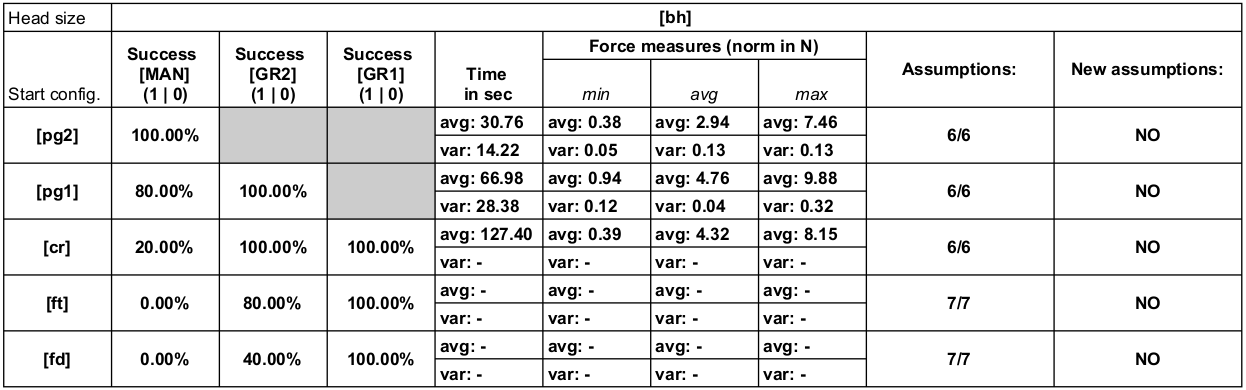 Head size [bh]
Start config. Success [MAN] (1 | 0) Success [GR2] (1 | 0) Success [GR1] (1 | 0) Time in sec Force measures (norm in N) Assumptions: New assumptions:
min avg max
[pg2] 100.00% avg: 30.76 avg: 0.38 avg: 2.94 avg: 7.46 6/6 NO
var: 14.22 var: 0.05 var: 0.13 var: 0.13
[pg1] 80.00% 100.00% avg: 66.98 avg: 0.94 avg: 4.76 avg: 9.88 6/6 NO
var: 28.38 var: 0.12 var: 0.04 var: 0.32
[cr] 20.00% 100.00% 100.00% avg: 127.40 avg: 0.39 avg: 4.32 avg: 8.15 6/6 NO
var: - var: - var: - var: -
[ft] 0.00% 80.00% 100.00% avg: - avg: - avg: - avg: - 7/7 NO
var: - var: - var: - var: -
[fd] 0.00% 40.00% 100.00% avg: - avg: - avg: - avg: - 7/7 NO
var: - var: - var: - var: -